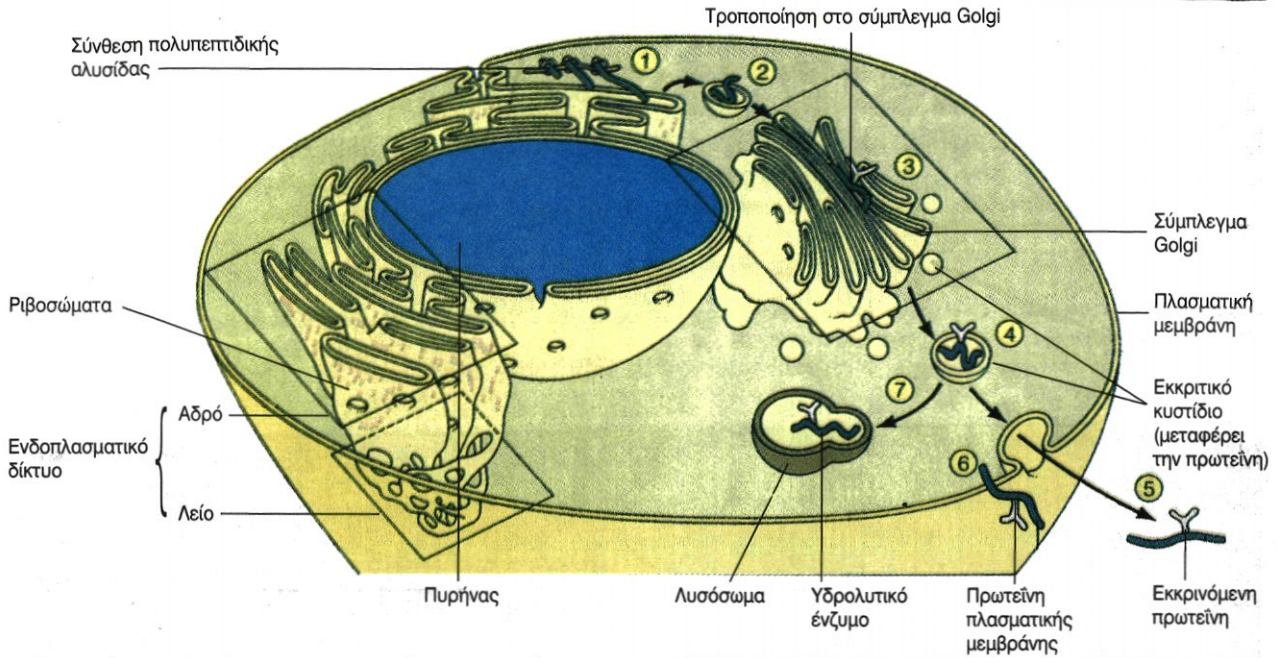 Τροποποίηση στο σύμπλεγμα Golgi
Σύνθεση πολυπεπτιδικής
αλυσίδας
1
2
3
Σύμπλεγμα
Golgi
Ριβοσώματα
Πλασματική
μεμβράνη
4
7
Εκκριτικό
κυστίδιο
(μεταφέρει
την πρωτεΐνη)
Αδρό
Ενδοπλασματικό
δίκτυο
Λείο
6
5
Πυρήνας
Λυσόσωμα
Υδρολυτικό
ένζυμο
Πρωτεΐνη
πλασματικής
μεμβράνης
Εκκρινόμενη
πρωτεΐνη